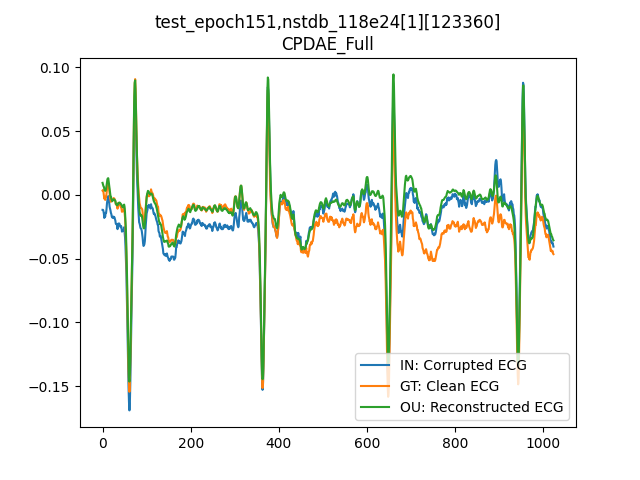 test_epoch151,nstdb_118e24[1][123360]
CPDAE_Full
0.10
0.05
0.00
−0.05
−0.10
−0.15
IN: Corrupted ECG
GT: Clean ECG
OU: Reconstructed ECG
0 200 400 600 800 1000